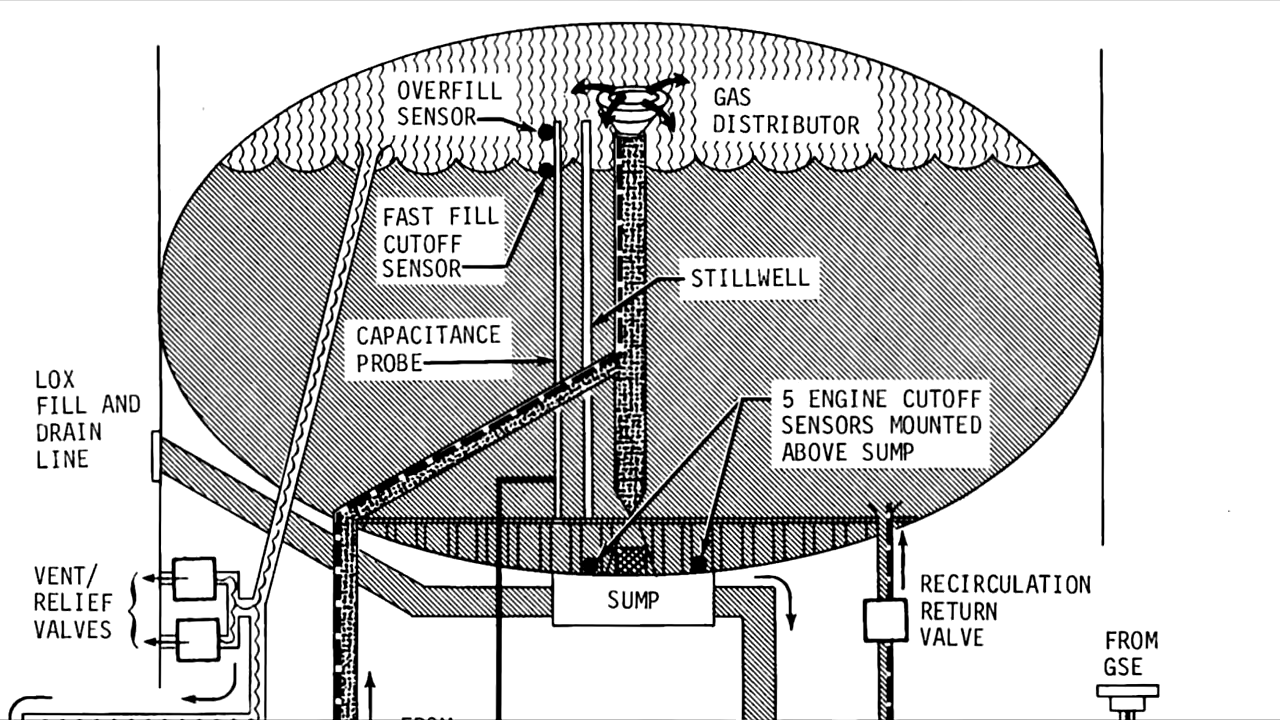 OVERFILL
SENSOR
GAS
DISTRIBUTOR
FAST FILL
CUTOFF
SENSOR
STILLWELL
CAPACITANCE
PROBE
LOX
FILL AND
DRAIN
LINE
5 ENGINE CUTOFF
SENSORS MOUNTED
ABOVE SUMP
VENT/
RELIEF
VALVES
SUMP
RECIRCULATION
RETURN
VALVE
FROM
GSE
FROM